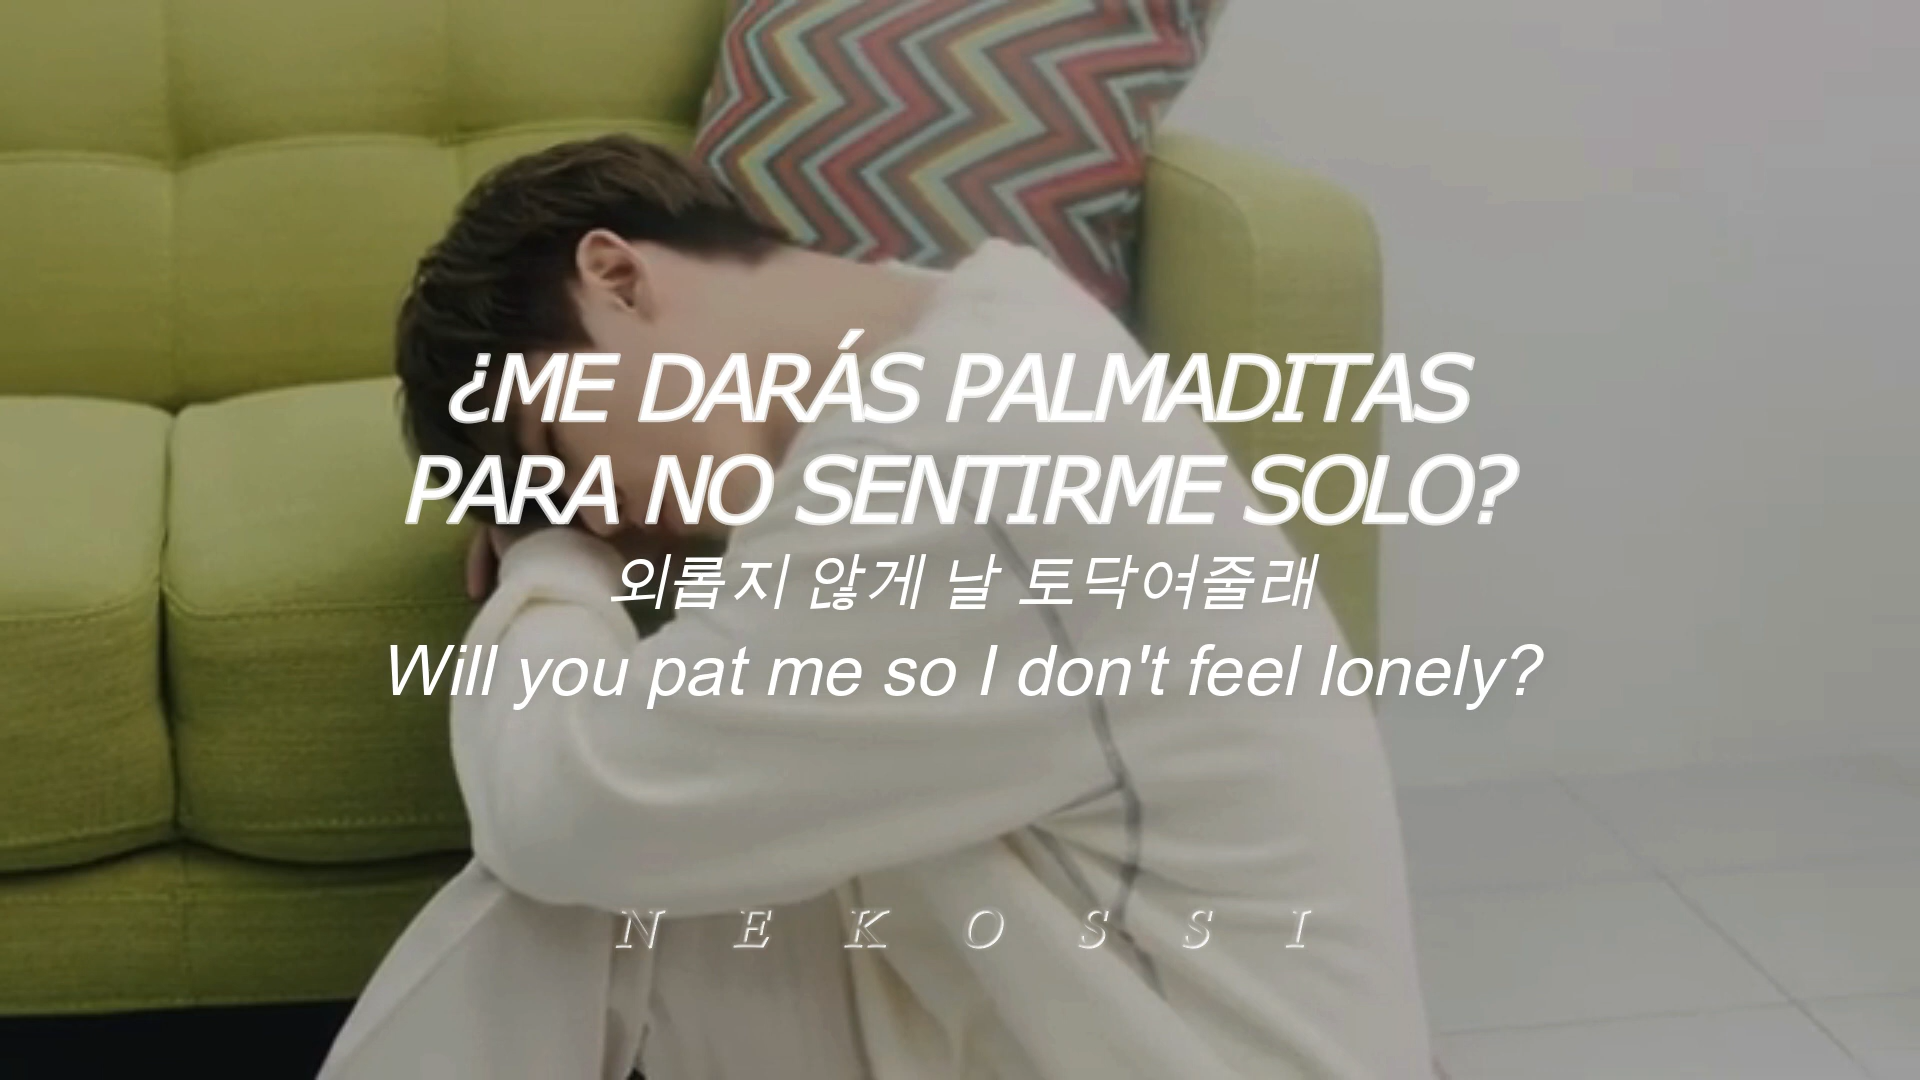 ¿ME DARÁS PALMADITAS
PARA NO SENTIRME SOLO?
외롭지 않게 날 토닥여줄래
Will you pat me so I don't feel lonely?
NEKOSSI